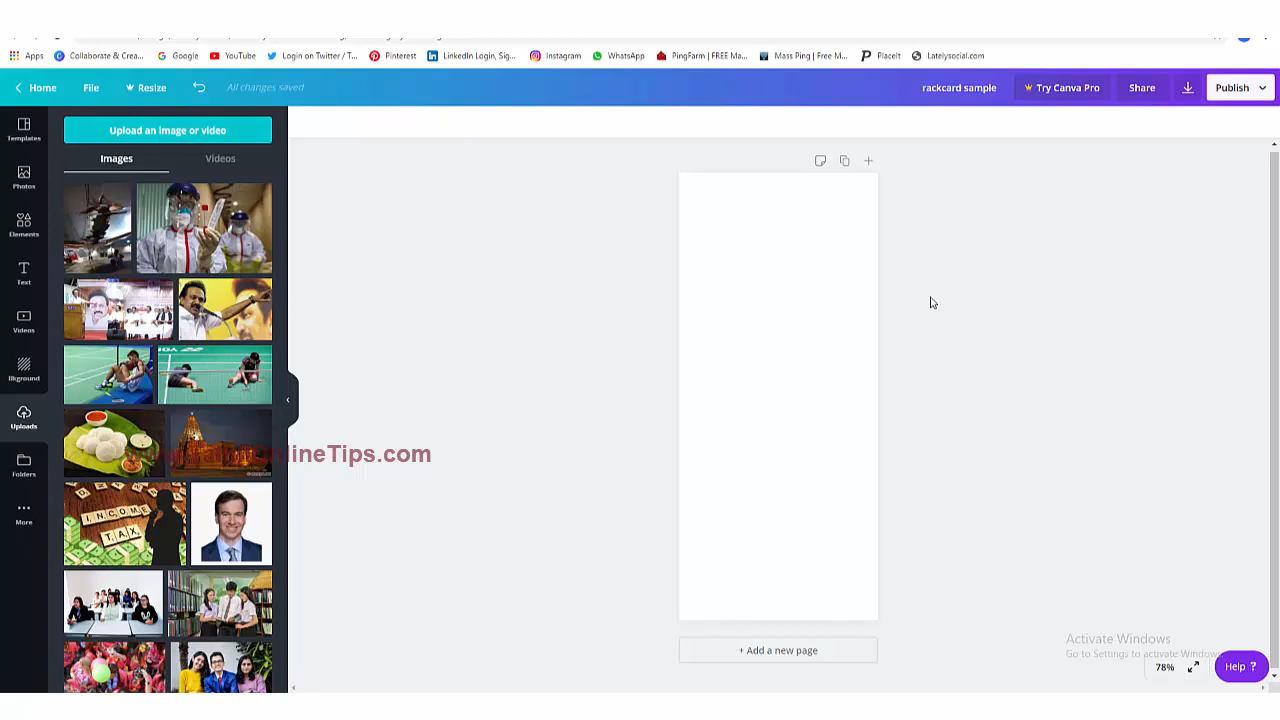 Apps
Collaborate & Crea...
Google
YouTube
Login on Twitter / T...
Pinterest
LinkedIn Login, Sig...
Instagram
WhatsApp
PingFarm | FREE Ma...
Mass Ping | Free M...
PlaceIt
Latelysocial.com
Home
File
Resize
All changes saved
rackcard sample
Try Canva Pro
Share
Publish
Templates
Photos
Elements
Text
Videos
Bkground
Uploads
Folders
More
Upload an image or video
Images
Videos
INCOME
TAX
OnlineTips.com
+ Add a new page
Activate Windows
Go to Settings to activate Windows
78%
Help ?